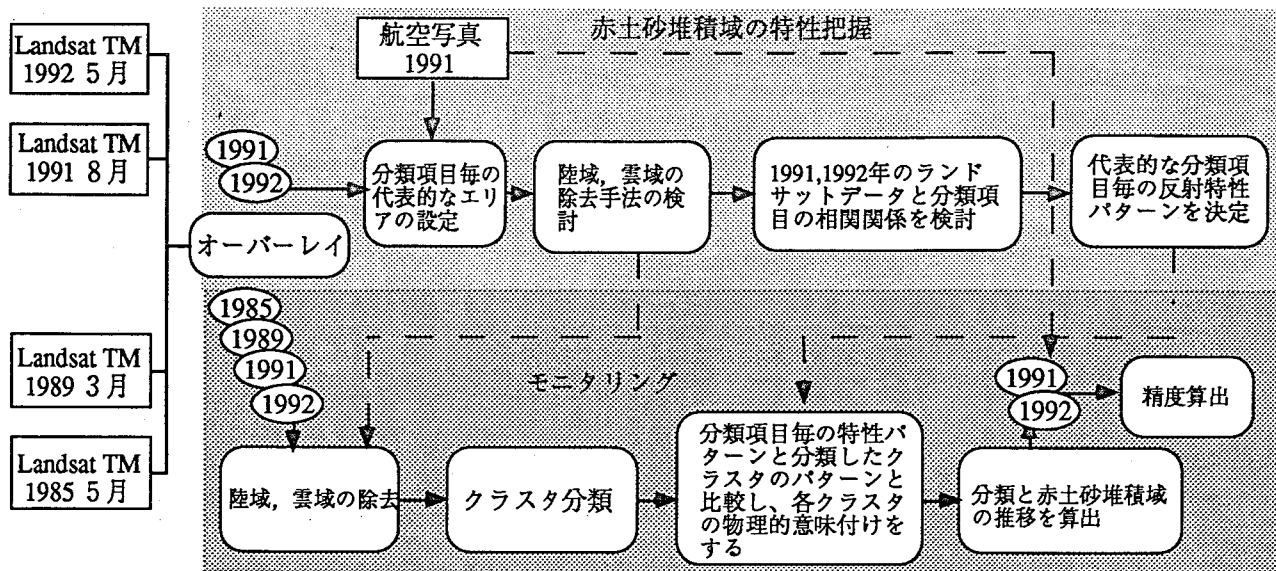 Landsat TM
1992 5月
Landsat TM
1991 8月
Landsat TM
1989 3月
Landsat TM
1985 5月
オーバーレイ
赤土砂堆積域の特性把握
航空写真
1991
1991
1992
分類項目毎の
代表的なエリ
アの設定
陸域，雲域の
除去手法の検
討
1991,1992年のランド
サットデータと分類項
目の相関関係を検討
代表的な分類項
目毎の反射特性
パターンを決定
1985
1989
1991
1992
モニタリング
陸域，雲域の除去
クラスタ分類
分類項目毎の特性パ
ターンと分類したク
ラスタのパターンと
比較し、各クラスタ
の物理的意味付けを
する
1991
1992
精度算出
分類と赤土砂堆積域
の推移を算出